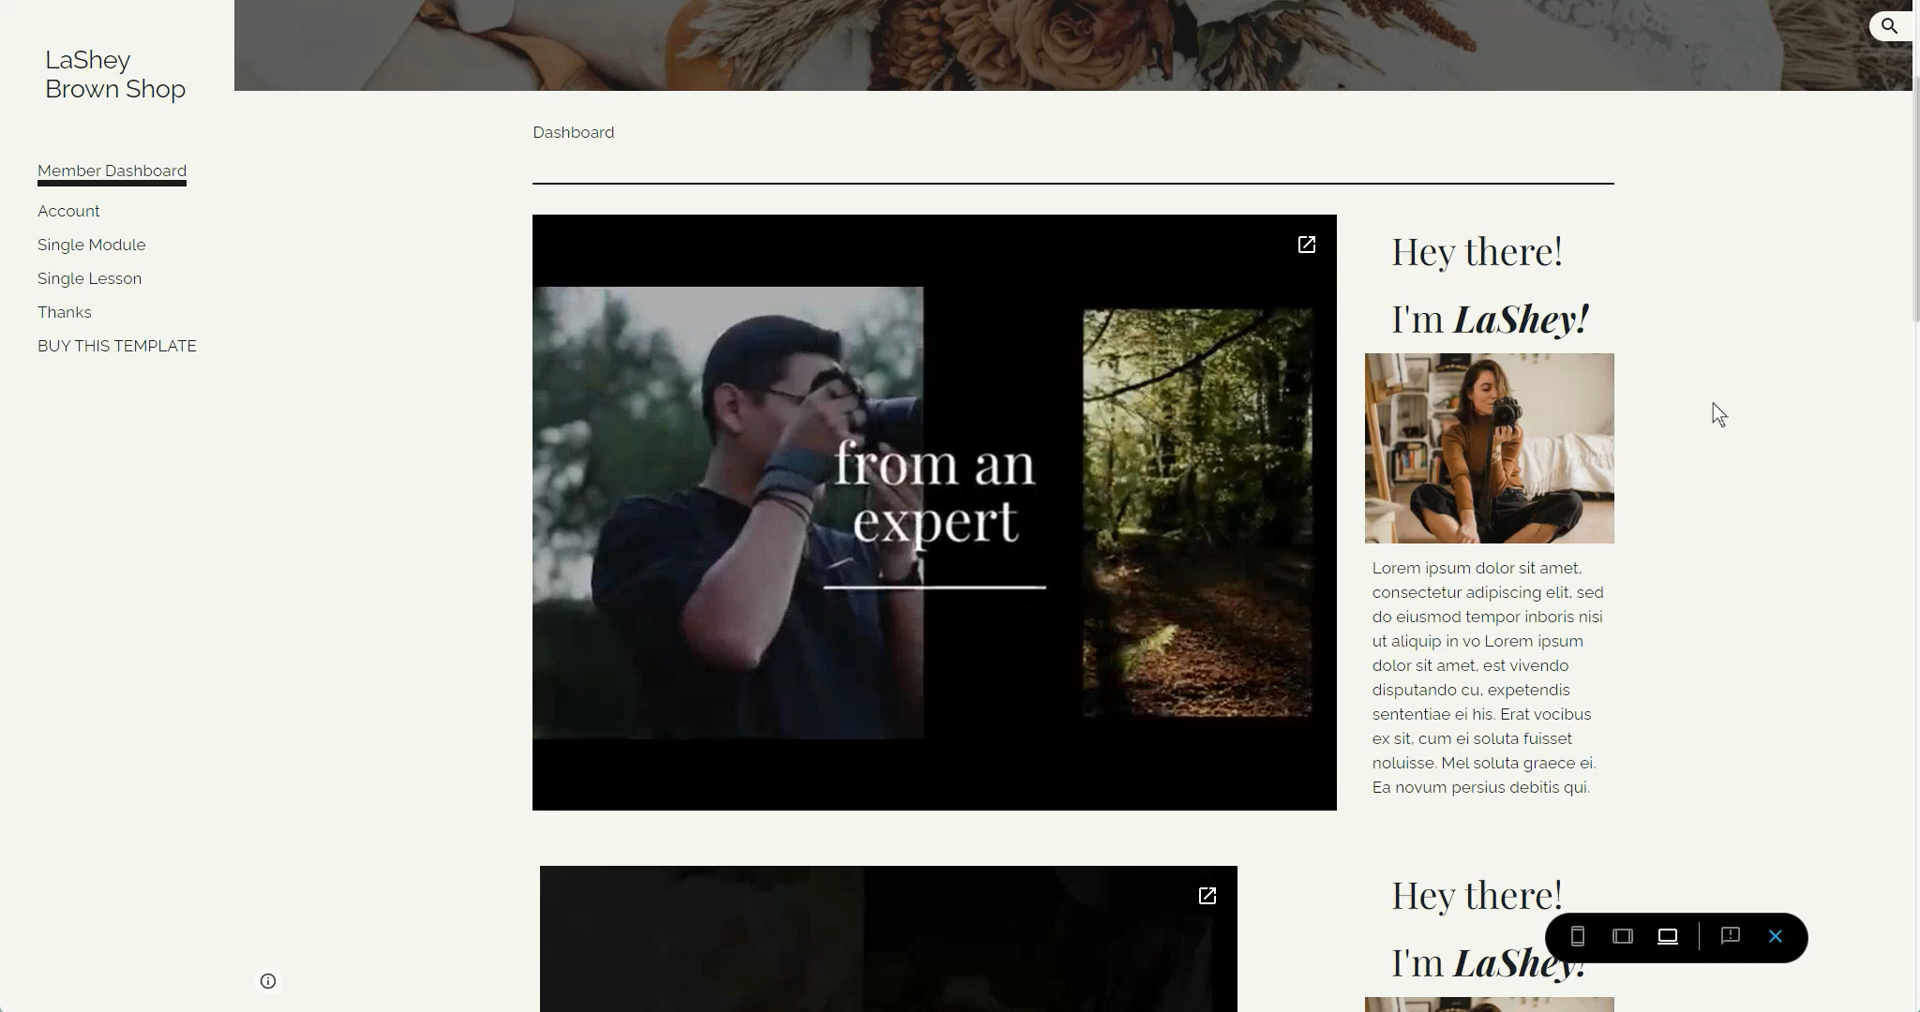 LaShey
Brown Shop
Member Dashboard
Account
Single Module
Single Lesson
Thanks
BUY THIS TEMPLATE
Dashboard
from an
expert
Hey there!
I'm LaShey!
Lorem ipsum dolor sit amet,
consectetur adipiscing elit, sed
do eiusmod tempor inboris nisi
ut aliquip in vo Lorem ipsum
dolor sit amet, est vivendo
disputando cu, expetendis
sententiae ei his. Erat vocibus
ex sit, cum ei soluta fuisset
noluisse. Mel soluta graece ei.
Ea novum persius debitis qui.
Hey there!
I'm LaShey!